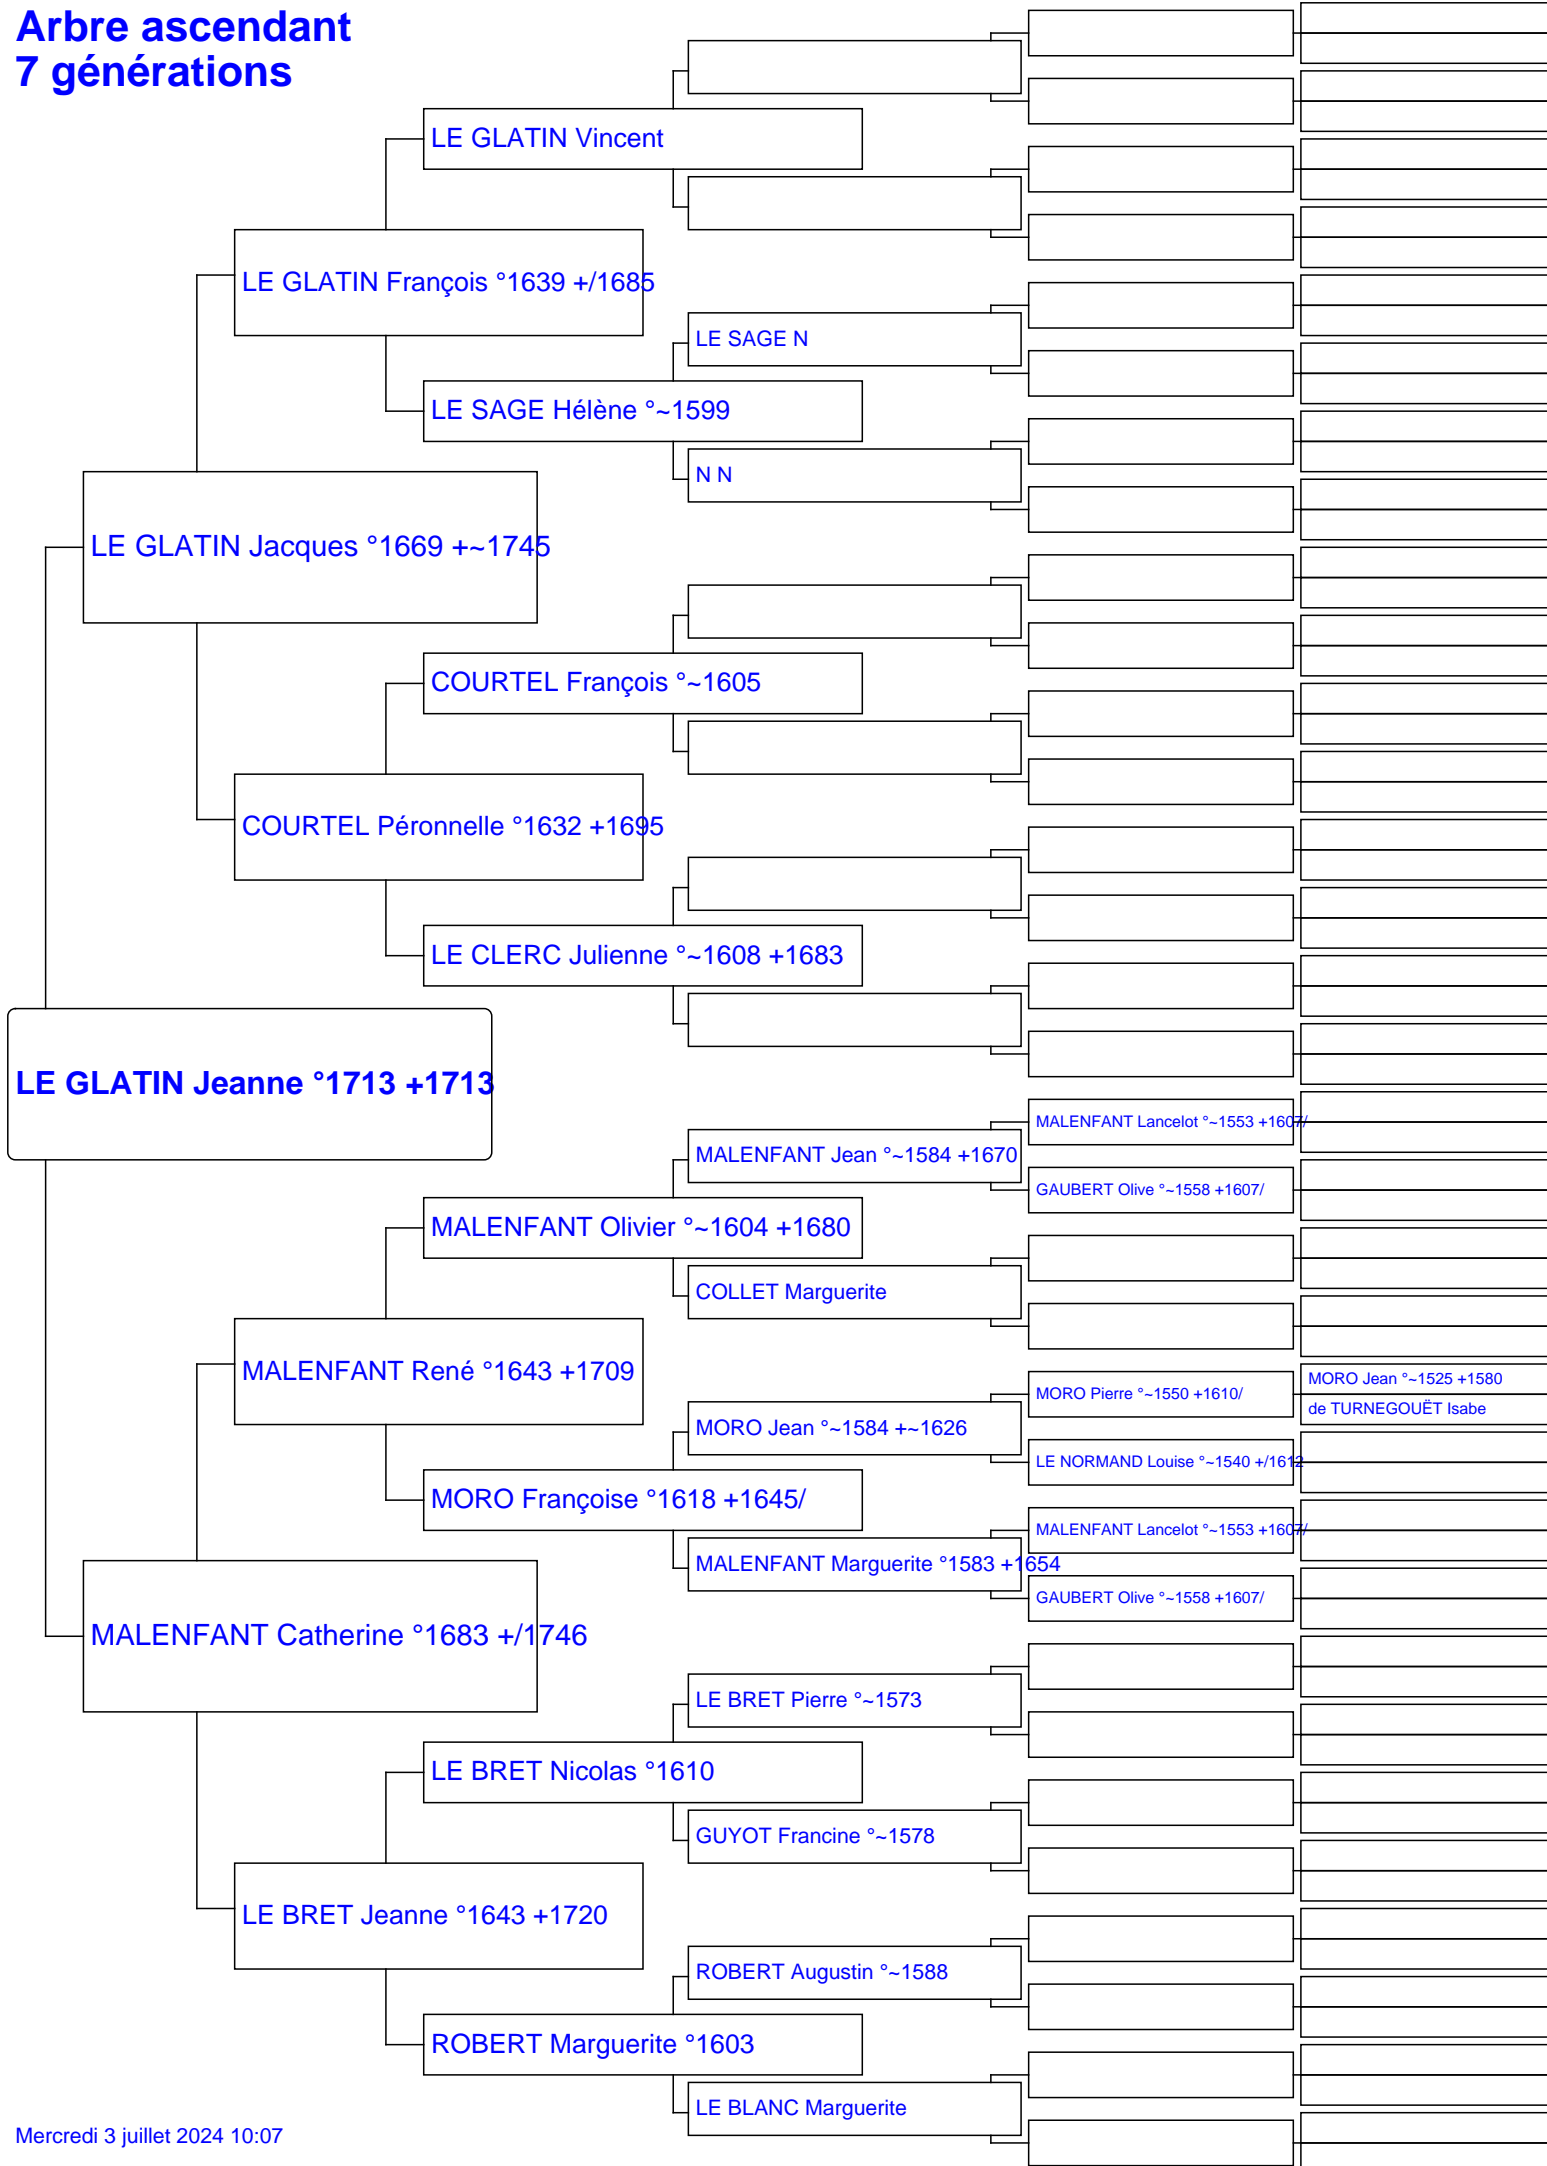 Arbre ascendant
7 générations
LE GLATIN Vincent
LE GLATIN François °1639 +/1685
LE SAGE N
LE SAGE Hélène °~1599
N N
LE GLATIN Jacques °1669 +~1745
COURTEL François °~1605
COURTEL Péronnelle °1632 +1695
LE CLERC Julienne °~1608 +1683
LE GLATIN Jeanne °1713 +1713
MALENFANT Lancelot °~1553 +1607/
MALENFANT Jean °~1584 +1670
GAUBERT Olive °~1558 +1607/
MALENFANT Olivier °~1604 +1680
COLLET Marguerite
MALENFANT René °1643 +1709
MORO Jean °~1525 +1580
MORO Pierre °~1550 +1610/
de TURNEGOUËT Isabe
MORO Jean °~1584 +~1626
LE NORMAND Louise °~1540 +/1612
MORO Françoise °1618 +1645/
MALENFANT Lancelot °~1553 +1607/
MALENFANT Marguerite °1583 +1654
GAUBERT Olive °~1558 +1607/
MALENFANT Catherine °1683 +/1746
LE BRET Pierre °~1573
LE BRET Nicolas °1610
GUYOT Francine °~1578
LE BRET Jeanne °1643 +1720
ROBERT Augustin °~1588
ROBERT Marguerite °1603
LE BLANC Marguerite
Mercredi 3 juillet 2024 10:07